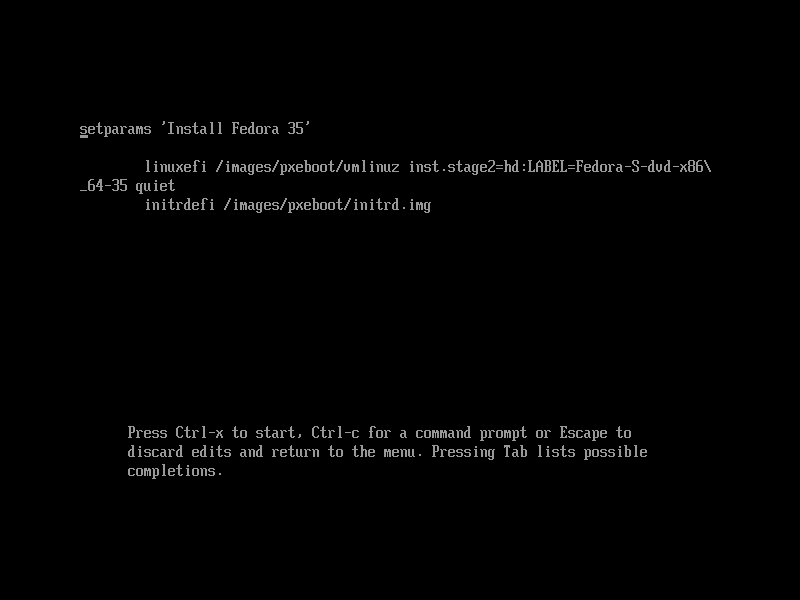 setparams 'Install Fedora 35'
linuxefi /images/pxeboot/vmlinuz inst.stage2=hd:LABEL=Fedora-S-dvd-x86\
_64-35 quiet
initrdefi /images/pxeboot/initrd.img
Press Ctrl-x to start, Ctrl-c for a command prompt or Escape to
discard edits and return to the menu. Pressing Tab lists possible
completions.